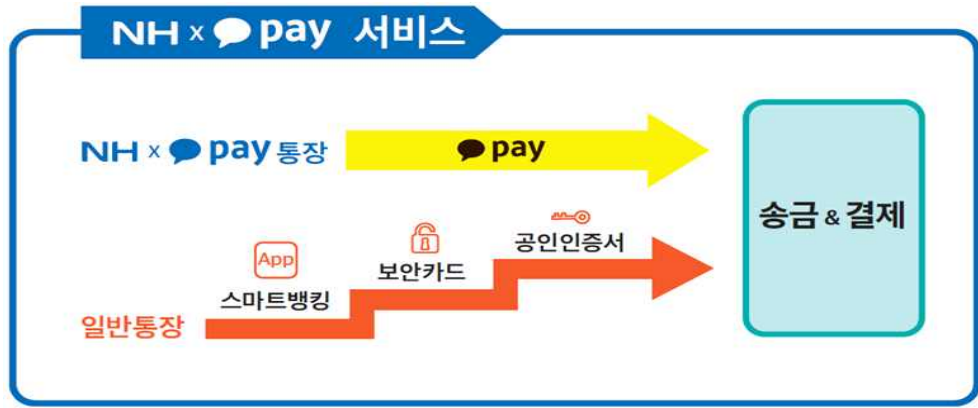 NH x pay 서비스
NH x pay 통장
pay
송금 & 결제
공인인증서
보안카드
App
스마트뱅킹
일반통장